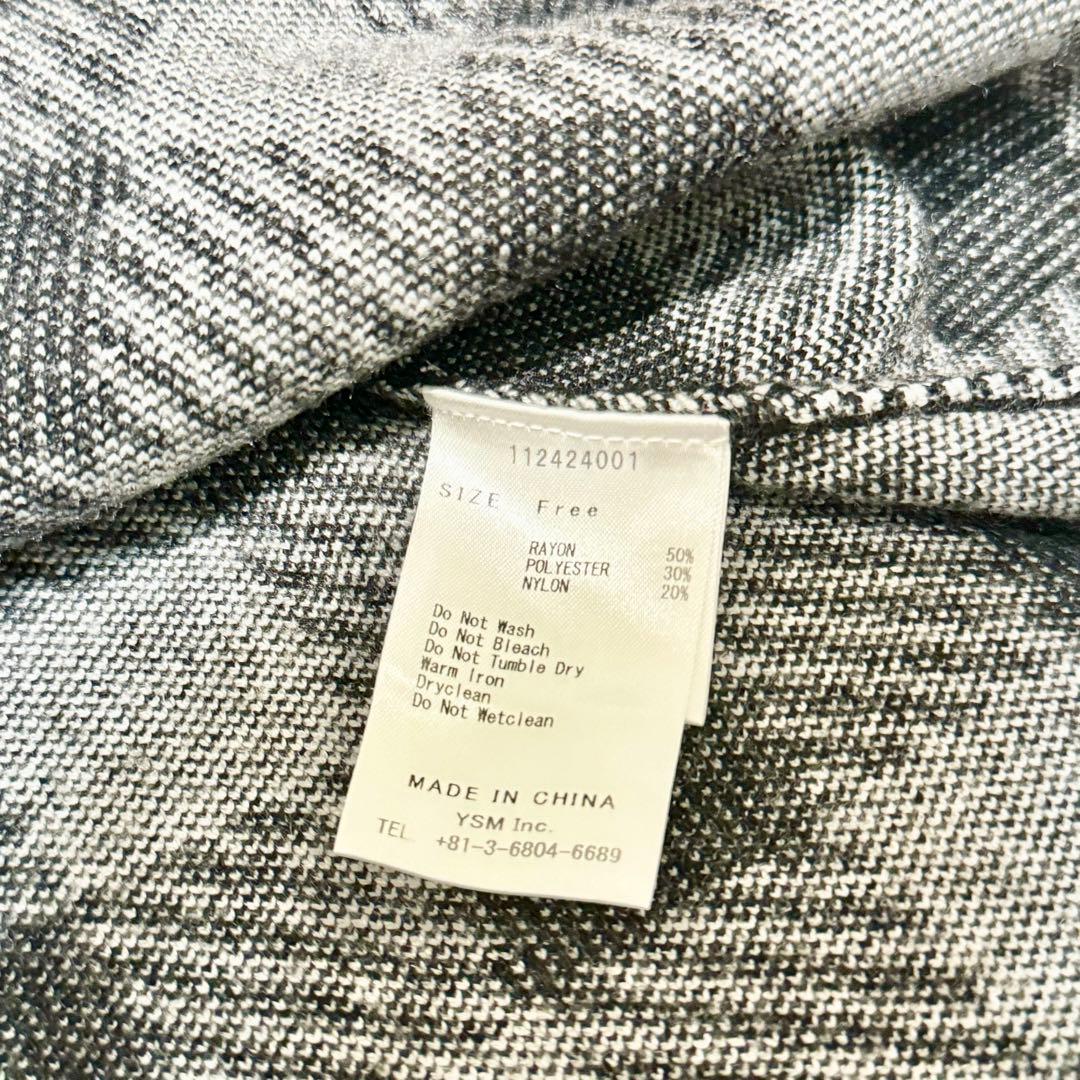 112424001
SIZE Free
RAYON 50%
POLYESTER 30%
NYLON 20%
Do Not Wash
Do Not Bleach
Do Not Tumble Dry
Warm Iron
Dryclean
Do Not Wetclean
MADE IN CHINA
YSM Inc.
TEL +81-3-6804-6689